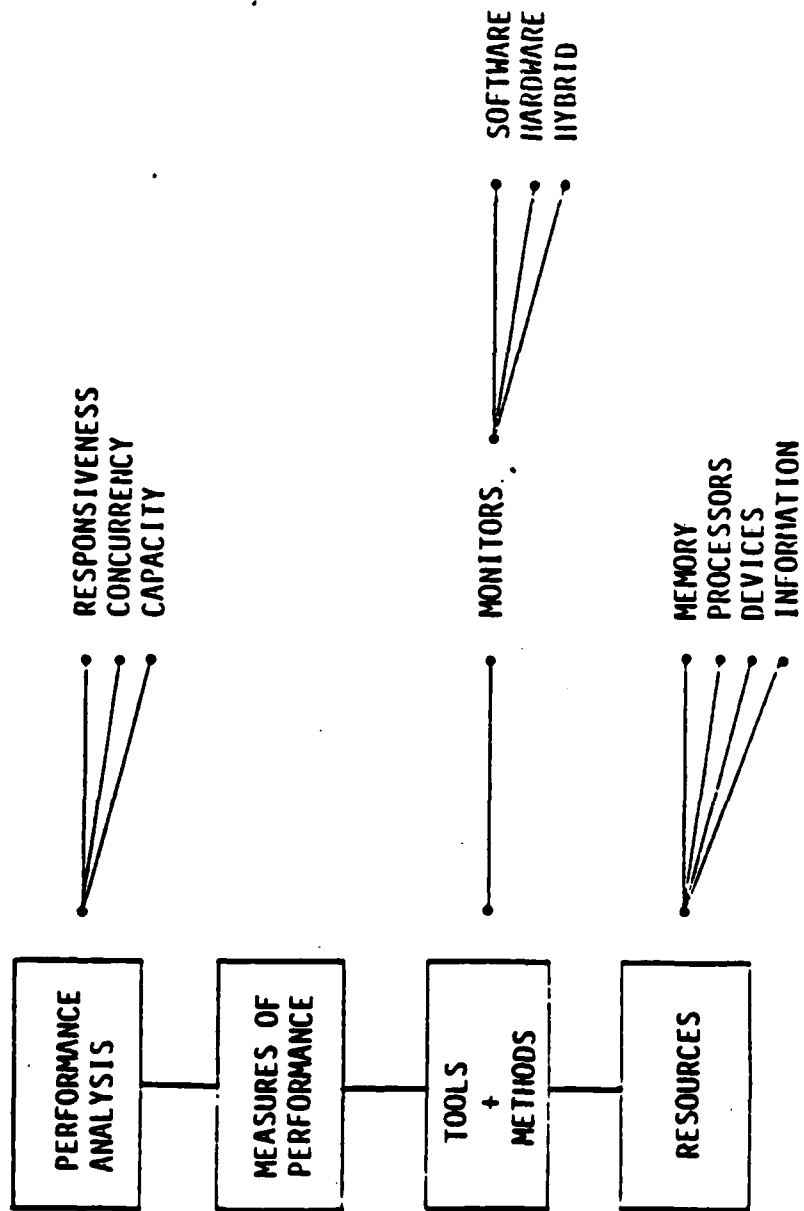 PERFORMANCE
ANALYSIS
RESPONSIVENESS
CONCURRENCY
CAPACITY
MEASURES OF
PERFORMANCE
TOOLS
+
METHODS
MONITORS
SOFTWARE
HARDWARE
HYBRID
RESOURCES
MEMORY
PROCESSORS
DEVICES
INFORMATION